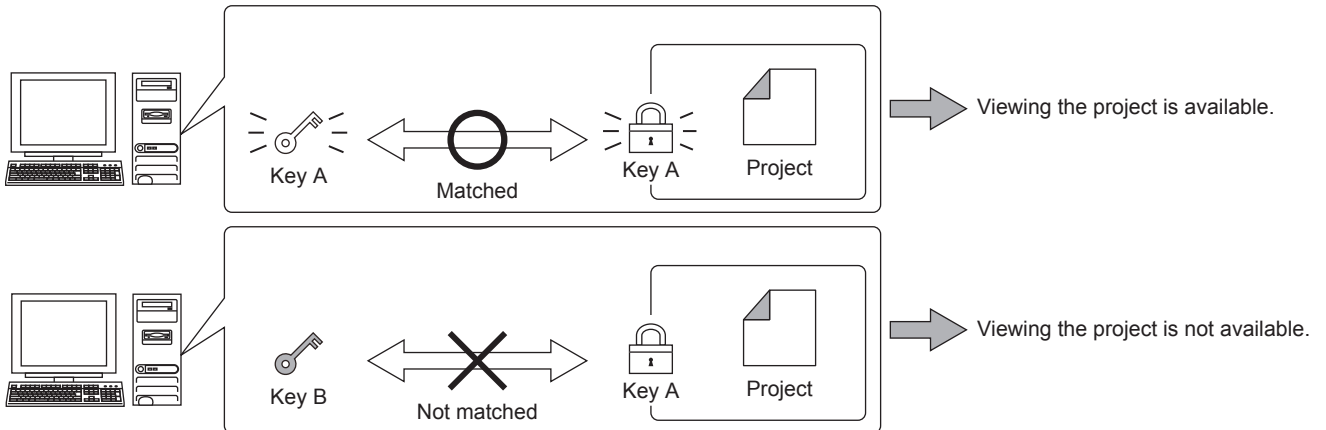 Key A
Matched
Key A
Project
Viewing the project is available.
Key B
Not matched
Key A
Project
Viewing the project is not available.